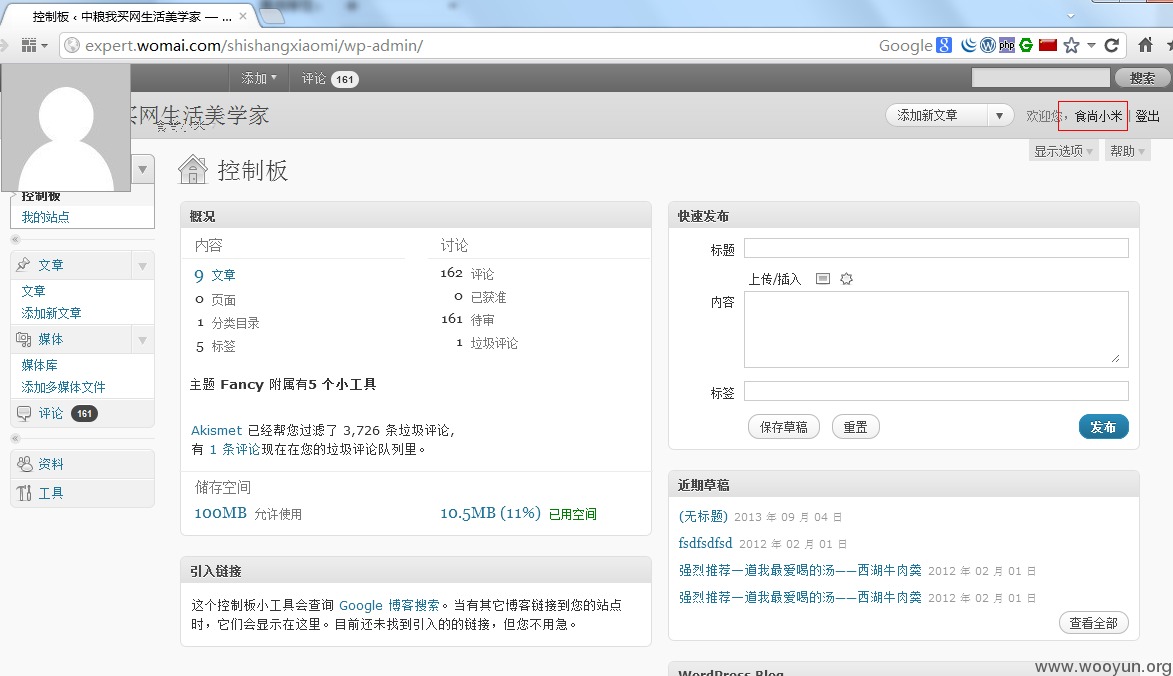 控制板 ‹ 中粮我买网生活美学家 — ...
expert.womai.com/shishangxiaomi/wp-admin/
Google
php
添加
评论 161
搜索
买网生活美学家
添加新文章
欢迎您,食尚小米 | 登出
显示选项
帮助
控制板
控制板
我的站点
文章
文章
添加新文章
媒体
媒体库
添加多媒体文件
评论 161
资料
工具
概况
内容
讨论
9 文章
162 评论
0 页面
0 已获准
1 分类目录
161 待审
5 标签
1 垃圾评论
主题 Fancy 附属有5 个小工具
Akismet 已经帮您过滤了 3,726 条垃圾评论,
有 1 条评论现在在您的垃圾评论队列里。
储存空间
100MB 允许使用
10.5MB (11%) 已用空间
引入链接
这个控制板小工具会查询 Google 博客搜索。当有其它博客链接到您的站点
时,它们会显示在这里。目前还未找到引入的的链接,但您不用急。
快速发布
标题
上传/插入
内容
标签
保存草稿
重置
发布
近期草稿
(无标题) 2013 年 09 月 04 日
fsdfsdfsd 2012 年 02 月 01 日
强烈推荐一道我最爱喝的汤——西湖牛肉羹 2012 年 02 月 01 日
强烈推荐一道我最爱喝的汤——西湖牛肉羹 2012 年 02 月 01 日
查看全部
WordPress Blog
www.wooyun.org